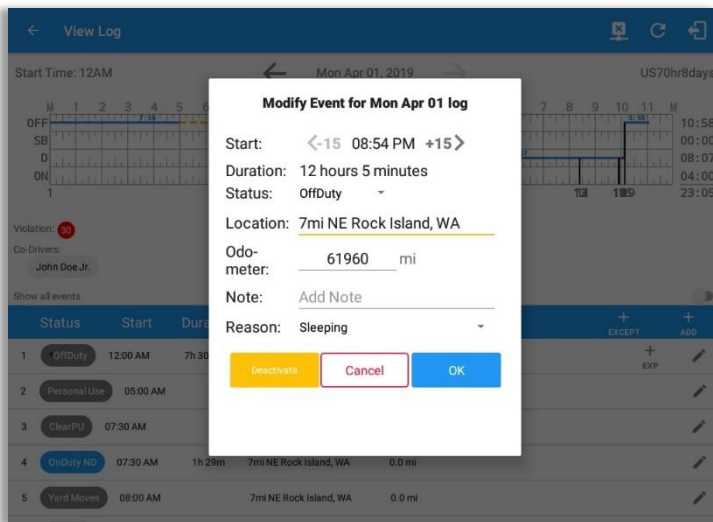 View Log
Start Time: 12AM
Mon Apr 01, 2019
US70hr8days
M 1 2 3 4 5 6
7 8 9 10 11 M
OFF
7:30
10:58
SB
00:00
D
08:07
ON
04:00
1
23:05
Violation: 30
Co-Drivers:
John Doe Jr.
Show all events
Status Start Dura
EXCEPT
ADD
1 OffDuty 12:00 AM 7h 30
EXP
2 Personal Use 05:00 AM
3 ClearPU 07:30 AM
4 OnDuty ND 07:30 AM 1h 29m 7mi NE Rock Island, WA 0.0 mi
5 Yard Moves 08:00 AM 7mi NE Rock Island, WA 0.0 mi
Modify Event for Mon Apr 01 log
Start: -15 08:54 PM +15
Duration: 12 hours 5 minutes
Status: OffDuty
Location: 7mi NE Rock Island, WA
Odo-
meter: 61960 mi
Note: Add Note
Reason: Sleeping
Deactivate Cancel OK